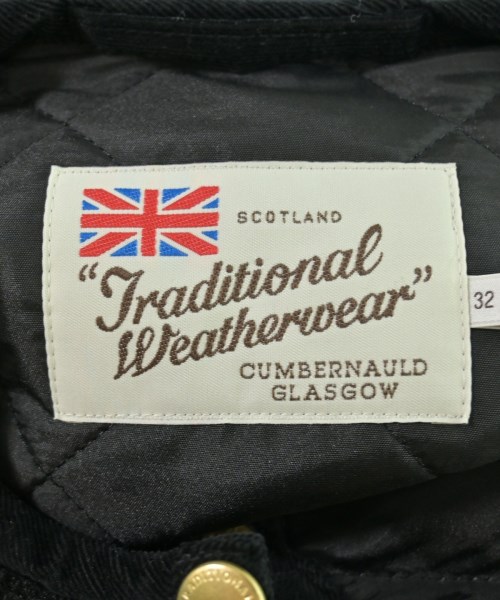 SCOTLAND
"Traditional
Weatherwear"
32
CUMBERNAULD
GLASGOW